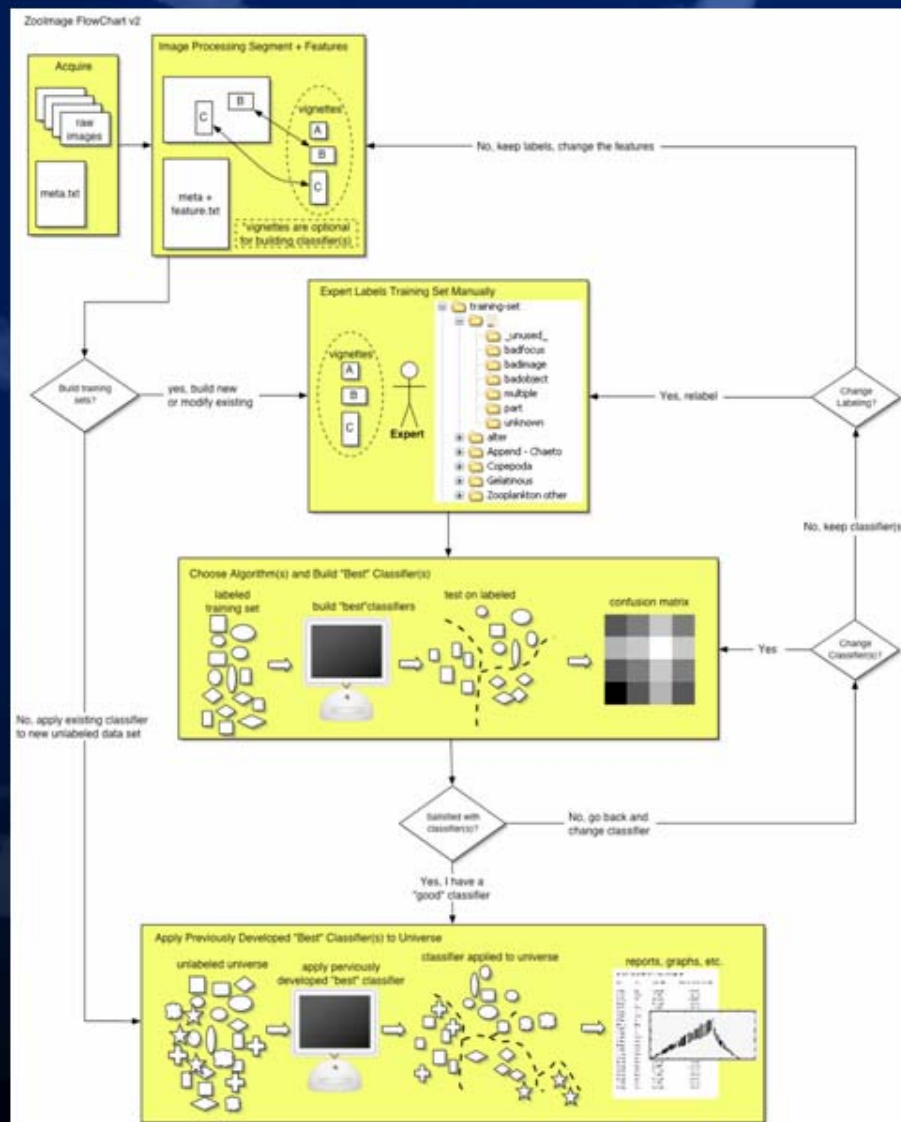 ZooImage FlowChart v2
Acquire
raw
images
meta.txt
Image Processing Segment + Features
B
C
"vignettes",
A
B
C
meta +
feature.txt
"vignettes are optional
for building classifier(s)
No, keep labels, change the features
Expert Labels Training Set Manually
"vignettes",
A
B
C
Expert
training-set
_
_unused_
badfocus
badimage
badobject
multiple
part
unknown
alter
Append - Chaeto
Copepoda
Gelatinous
Zooplankton other
Build training
sets?
yes, build new
or modify existing
Yes, relabel
Change
Labeling?
No, keep classifier(s)
Choose Algorithm(s) and Build "Best" Classifier(s)
labeled
training set
build "best"classifiers
test on labeled
confusion matrix
Yes
Change
Classifier(s)?
No, apply existing classifier
to new unlabeled data set
Satisfied with
classifier(s)?
No, go back and
change classifier
Yes, I have a
"good" classifier
Apply Previously Developed "Best" Classifier(s) to Universe
unlabeled universe
apply perviously
developed "best" classifier
classifier applied to universe
reports, graphs, etc.